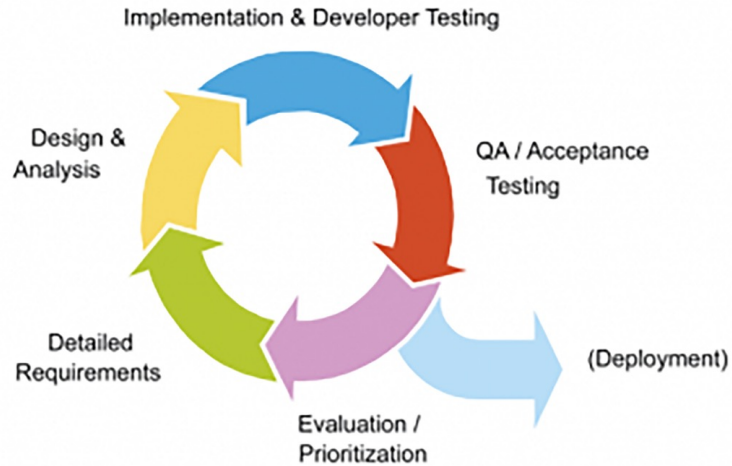 Implementation & Developer Testing
Design &
Analysis
QA / Acceptance
Testing
Detailed
Requirements
(Deployment)
Evaluation /
Prioritization